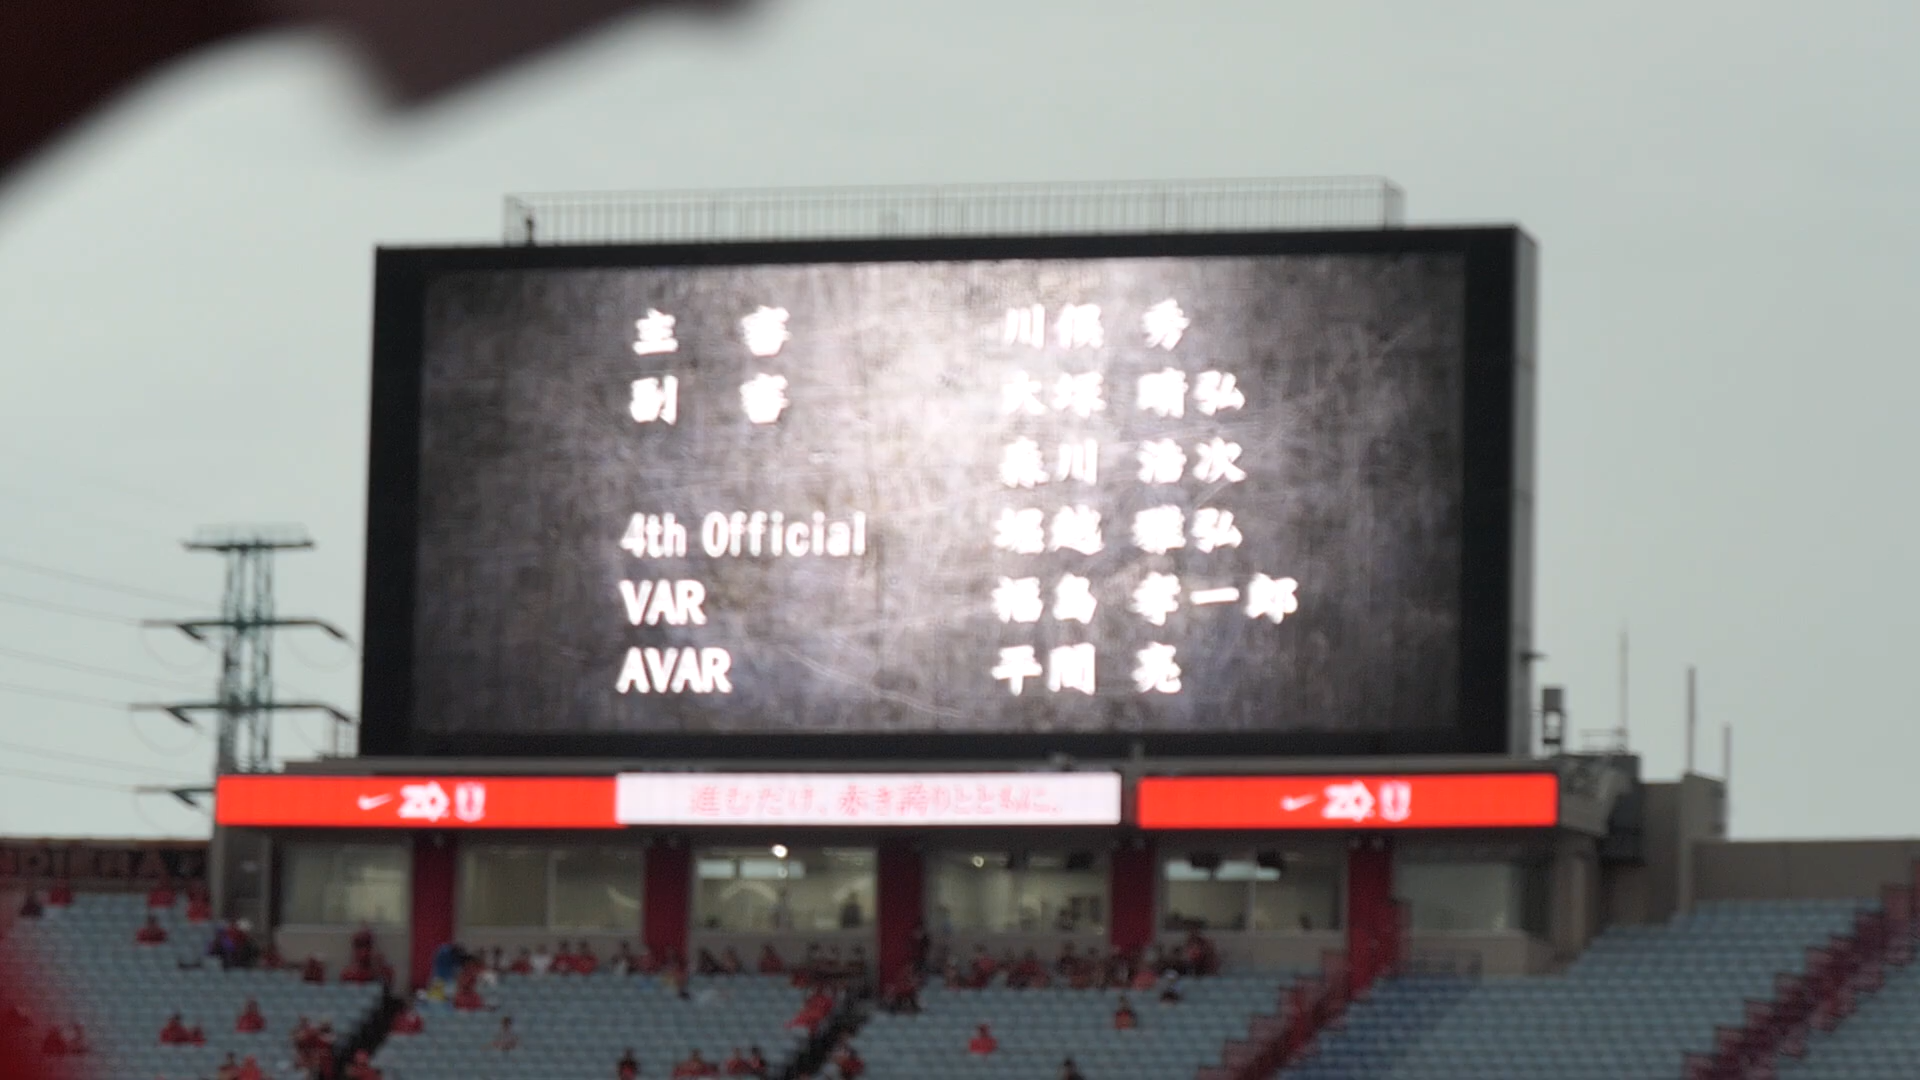 主 審 川俣 秀
副 審 大塚 晴弘
森川 浩次
4th Official 堀越 雅弘
VAR 福島 孝一郎
AVAR 平間 亮
進むだけ、赤き誇りとともに。